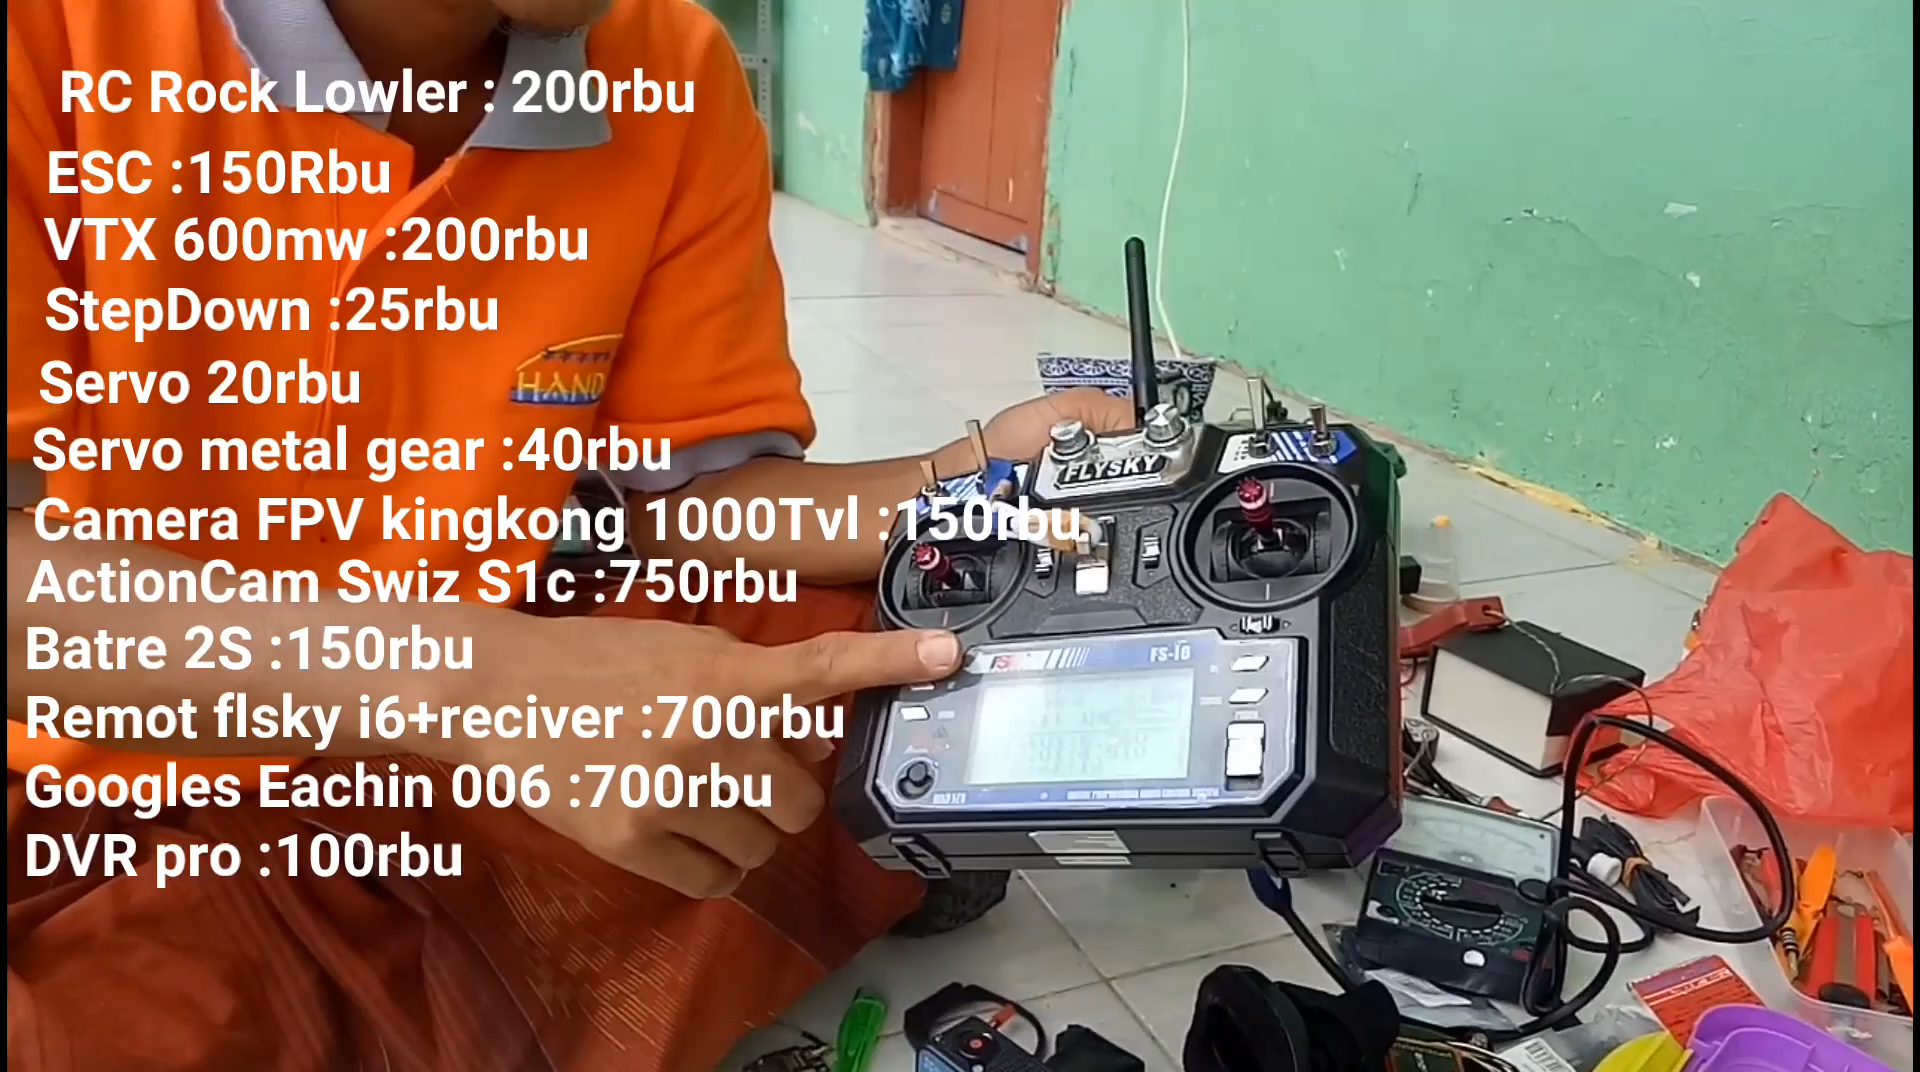 RC Rock Lowler : 200rbu
ESC :150Rbu
VTX 600mw :200rbu
StepDown :25rbu
Servo 20rbu
Servo metal gear :40rbu
Camera FPV kingkong 1000Tvl :150rbu
ActionCam Swiz S1c :750rbu
Batre 2S :150rbu
Remot flsky i6+reciver :700rbu
Googles Eachin 006 :700rbu
DVR pro :100rbu
HAND
FLYSKY
FS-i6